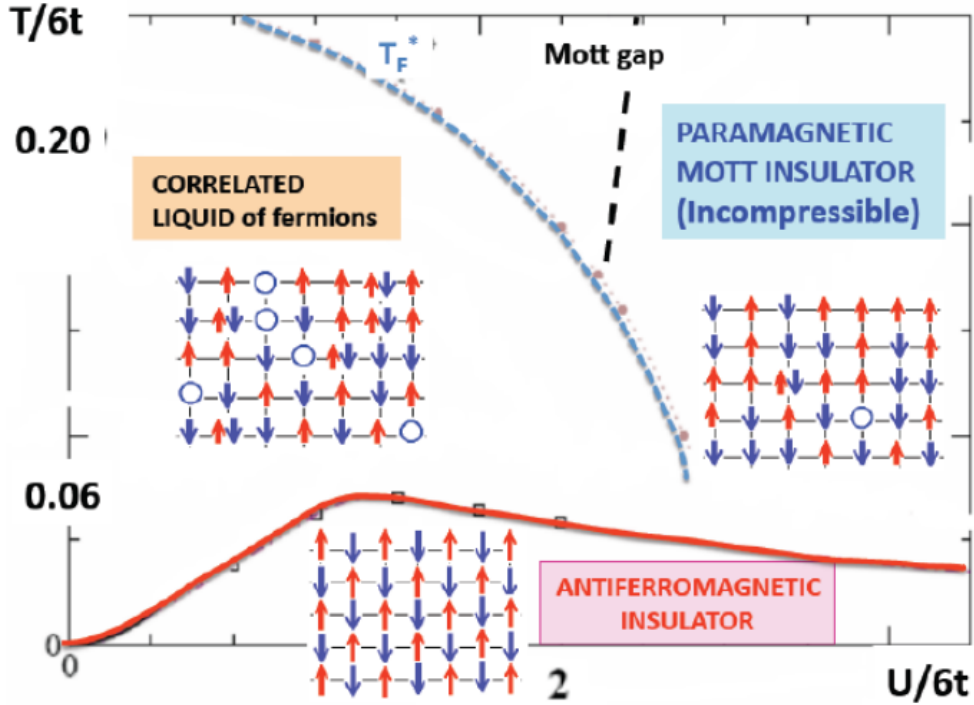 T/6t
T_F*
Mott gap
0.20
PARAMAGNETIC
MOTT INSULATOR
(Incompressible)
CORRELATED
LIQUID of fermions
0.06
ANTIFERROMAGNETIC
INSULATOR
0
0
2
U/6t